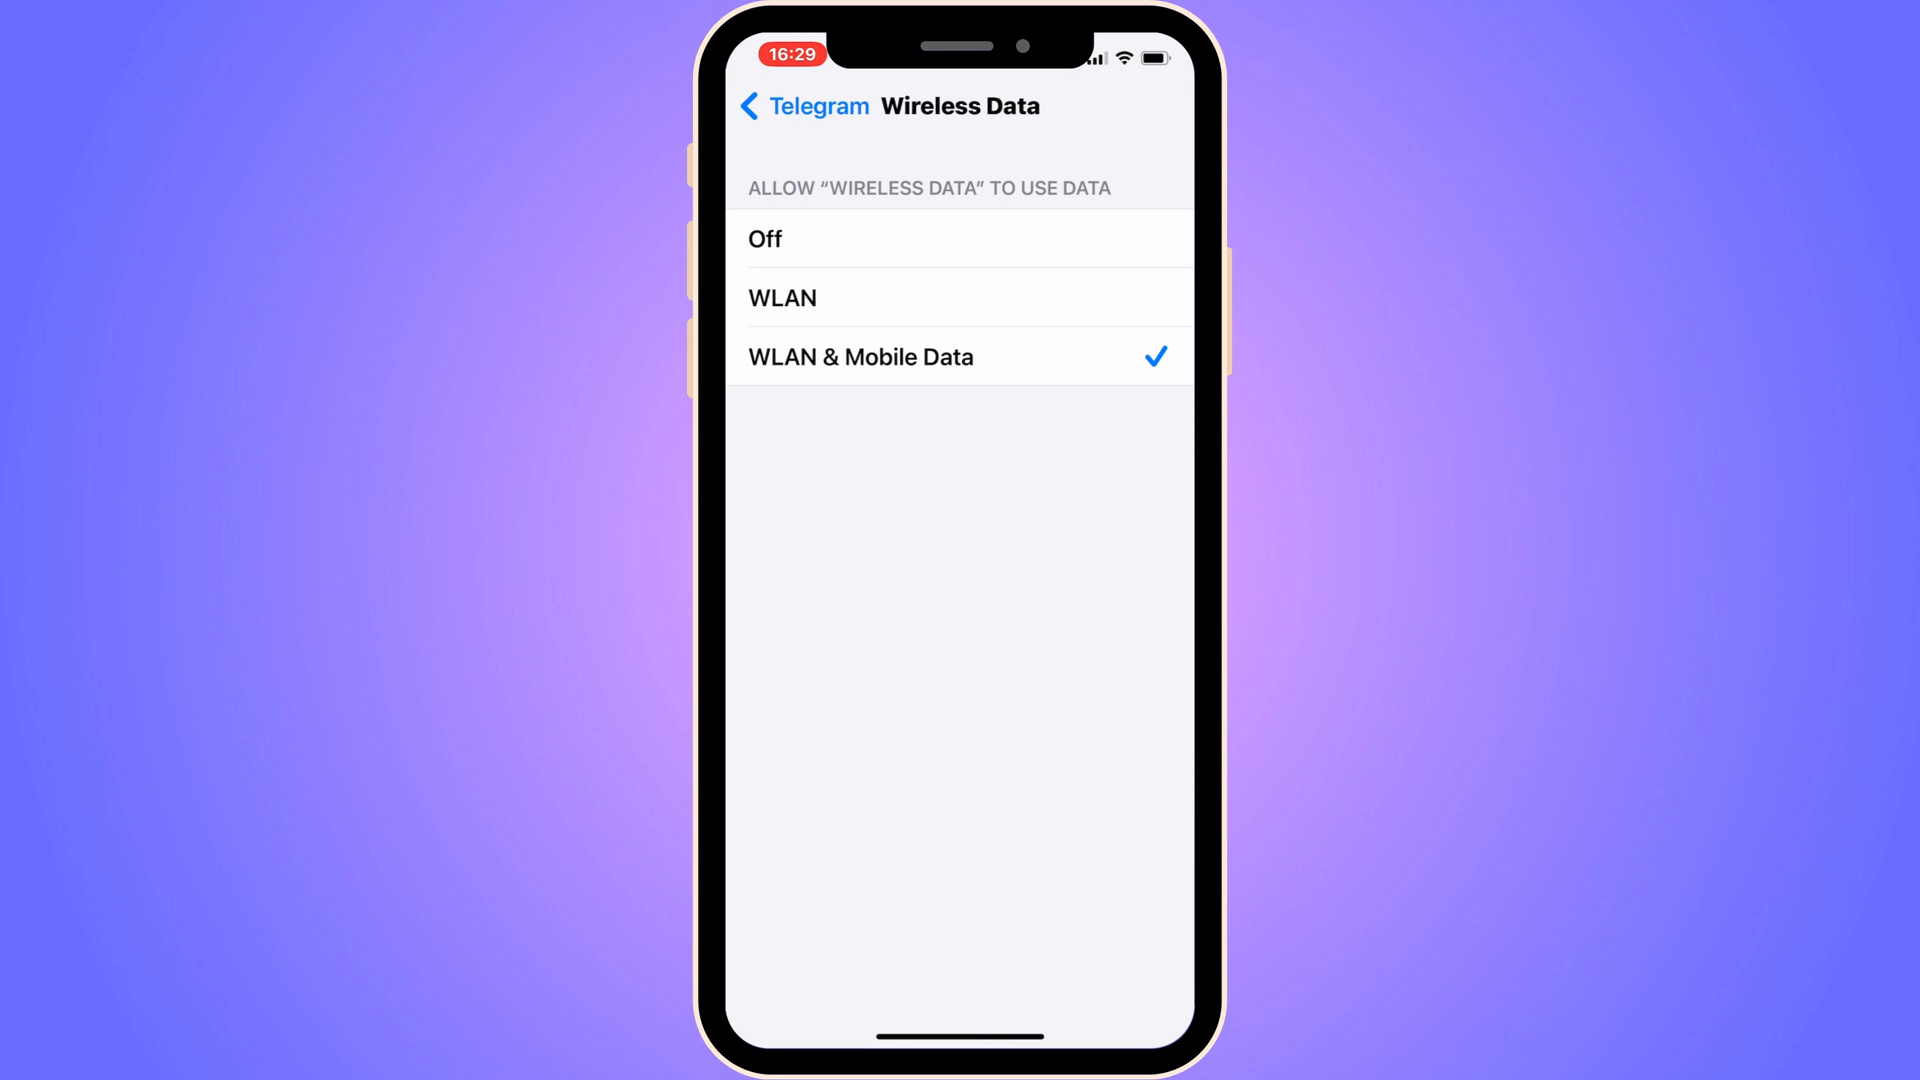 16:29
Telegram Wireless Data
ALLOW “WIRELESS DATA” TO USE DATA
Off
WLAN
WLAN & Mobile Data